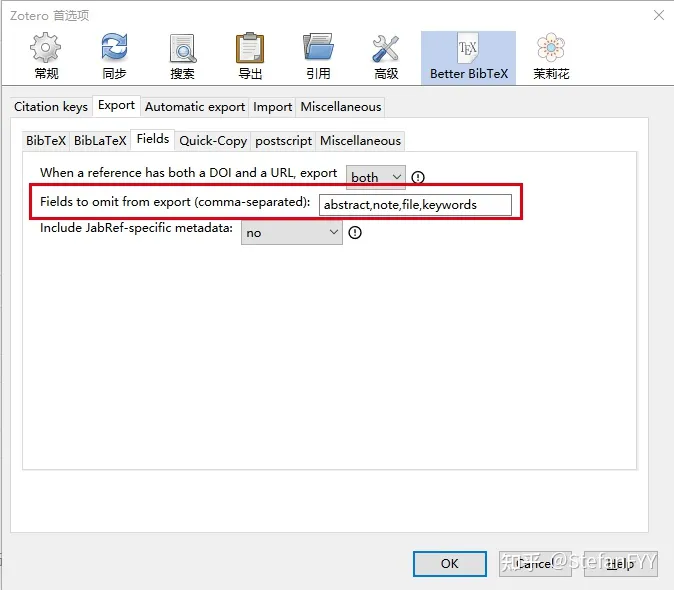 Zotero 首选项
常规 同步 搜索 导出 引用 高级 Better BibTeX 茉莉花
Citation keys Export Automatic export Import Miscellaneous
BibTeX BibLaTeX Fields Quick-Copy postscript Miscellaneous
When a reference has both a DOI and a URL, export both
Fields to omit from export (comma-separated): abstract,note,file,keywords
Include JabRef-specific metadata: no
OK Cancel Help
知乎 @StefanFYY